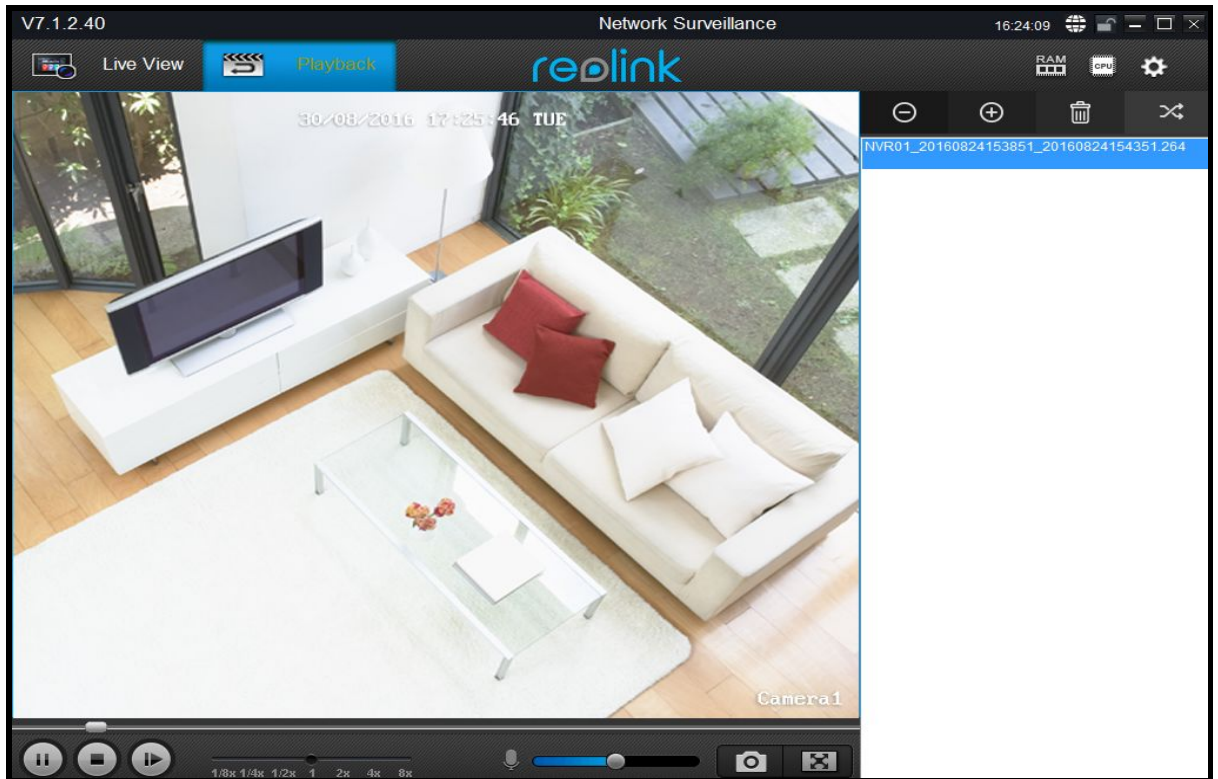 V7.1.2.40 Network Surveillance 16:24:09
Live View Playback reolink RAM CPU
30/08/2016 17:25:46 TUE
NVR01_20160824153851_20160824154351.264
Camera1
1/8x 1/4x 1/2x 1 2x 4x 8x